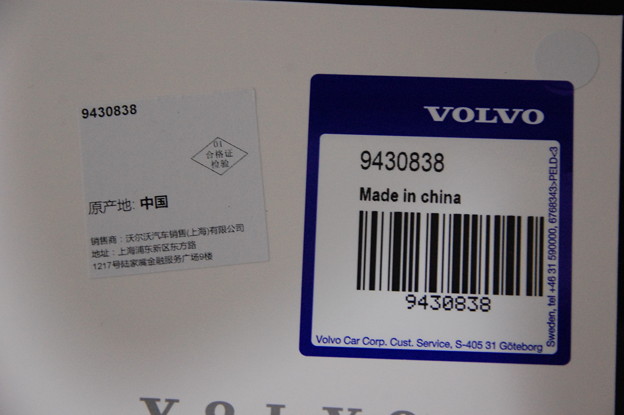 9430838
01
合格证
检验
原产地: 中国
销售商：沃尔沃汽车销售(上海)有限公司
地址：上海浦东新区东方路
1217号陆家嘴金融服务广场9楼
VOLVO
9430838
Made in china
9430838
Volvo Car Corp. Cust. Service, S-405 31 Göteborg
Sweden, tel +46 31 590000, 6768343>PELD<3
VOLVO